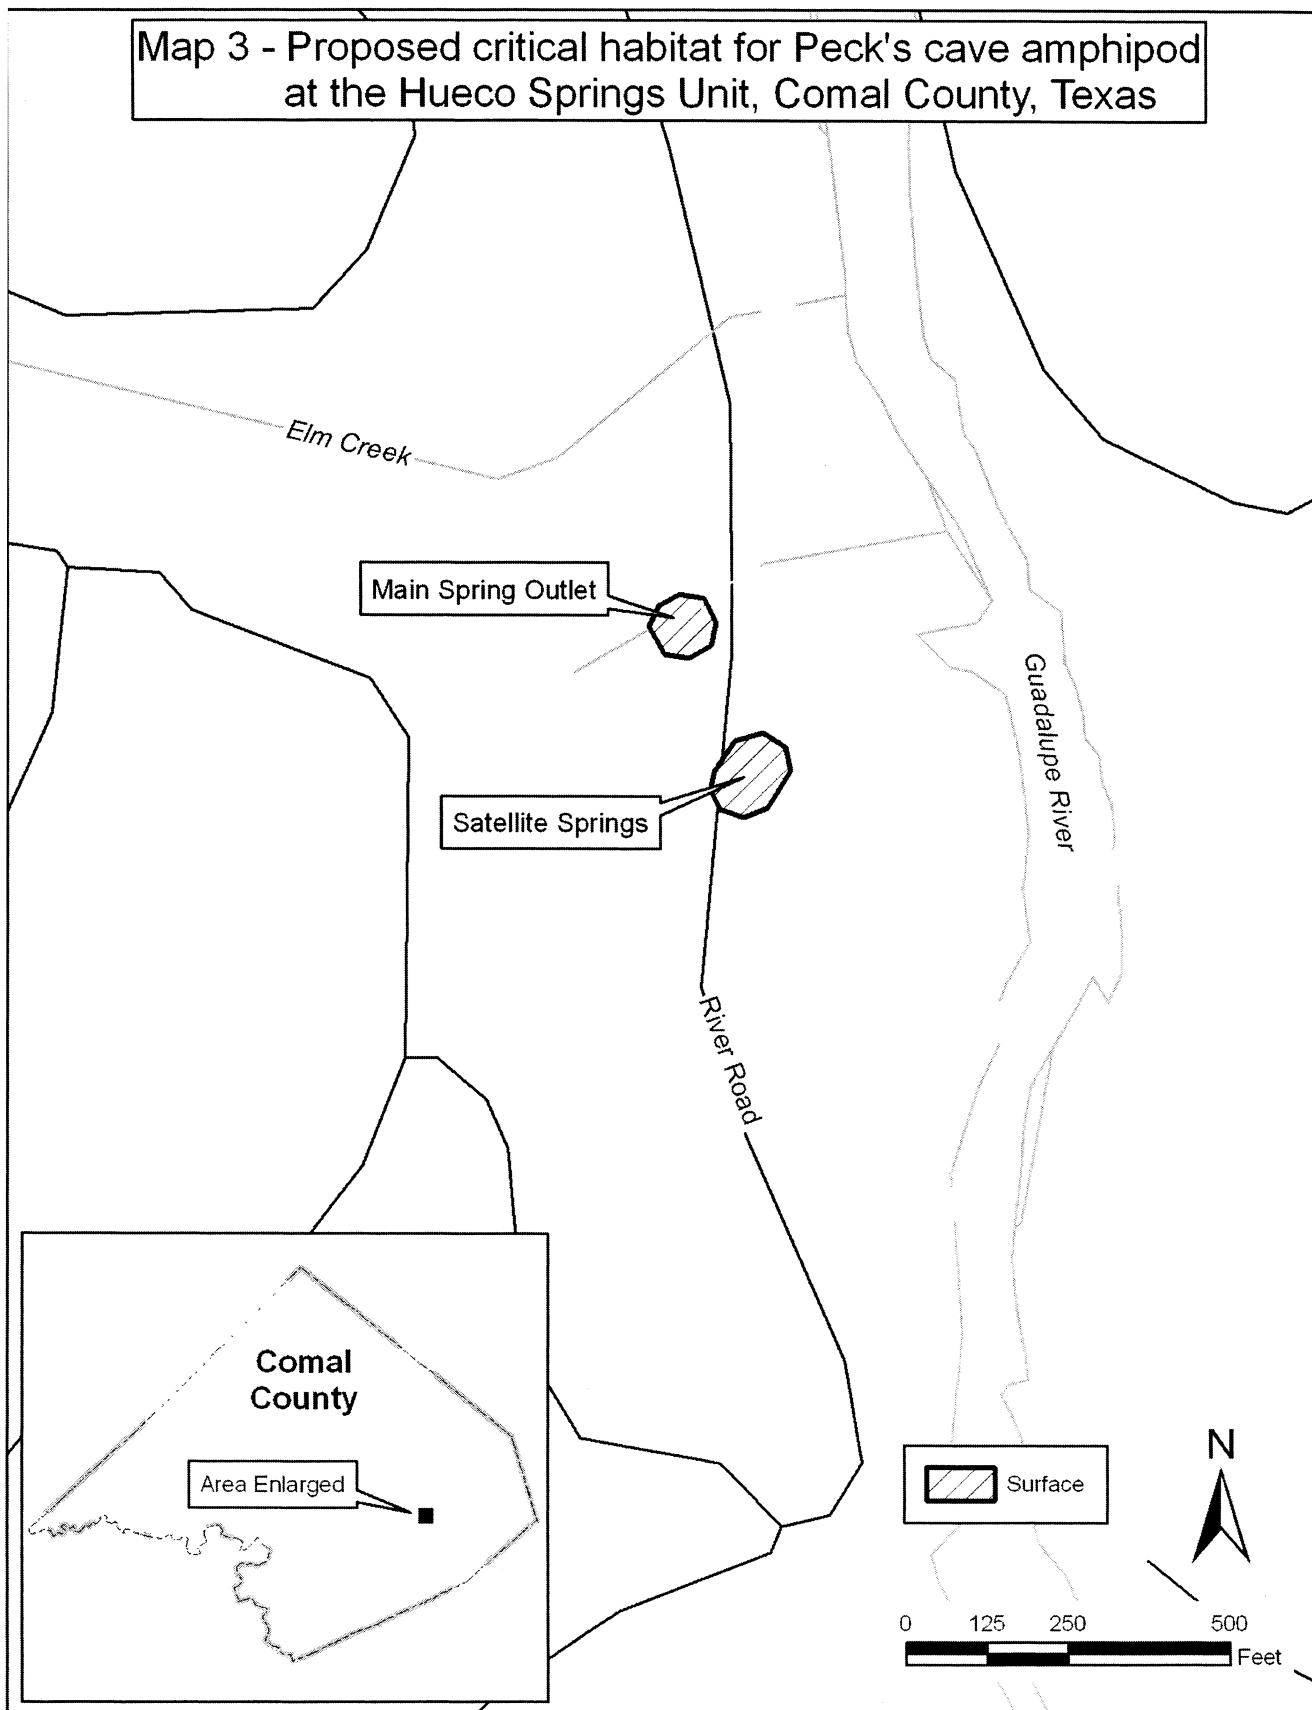 Map 3 - Proposed critical habitat for Peck's cave amphipod
at the Hueco Springs Unit, Comal County, Texas
Elm Creek
Main Spring Outlet
Guadalupe River
Satellite Springs
River Road
Comal
County
Area Enlarged
Surface
N
0 125 250 500
Feet